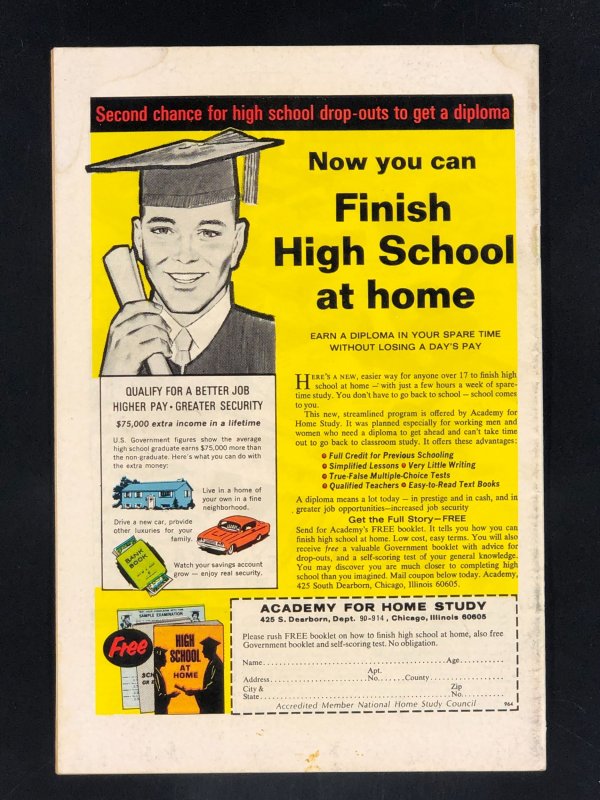 Second chance for high school drop-outs to get a diploma
Now you can
Finish
High School
at home
EARN A DIPLOMA IN YOUR SPARE TIME
WITHOUT LOSING A DAY'S PAY
QUALIFY FOR A BETTER JOB
HIGHER PAY • GREATER SECURITY
$75,000 extra income in a lifetime
U.S. Government figures show the average
high school graduate earns $75,000 more than
the non-graduate. Here's what you can do with
the extra money:
Live in a home of
your own in a fine
neighborhood.
Drive a new car, provide
other luxuries for your
family.
BANK
BOOK
Watch your savings account
grow — enjoy real security.
HERE'S A NEW, easier way for anyone over 17 to finish high
school at home — with just a few hours a week of spare-
time study. You don't have to go back to school — school comes
to you.
This new, streamlined program is offered by Academy for
Home Study. It was planned especially for working men and
women who need a diploma to get ahead and can't take time
out to go back to classroom study. It offers these advantages:
• Full Credit for Previous Schooling
• Simplified Lessons • Very Little Writing
• True-False Multiple-Choice Tests
• Qualified Teachers • Easy-to-Read Text Books
A diploma means a lot today — in prestige and in cash, and in
greater job opportunities—increased job security
Get the Full Story—FREE
Send for Academy's FREE booklet. It tells you how you can
finish high school at home. Low cost, easy terms. You will also
receive free a valuable Government booklet with advice for
drop-outs, and a self-scoring test of your general knowledge.
You may discover you are much closer to completing high
school than you imagined. Mail coupon below today. Academy,
425 South Dearborn, Chicago, Illinois 60605.
SAMPLE EXAMINATION
Free
HIGH
SCHOOL
AT
HOME
ACADEMY FOR HOME STUDY
425 S. Dearborn, Dept. 90-914, Chicago, Illinois 60605
Please rush FREE booklet on how to finish high school at home, also free
Government booklet and self-scoring test. No obligation.
Name Age
Address Apt. No. County
City & State Zip No.
Accredited Member National Home Study Council 964